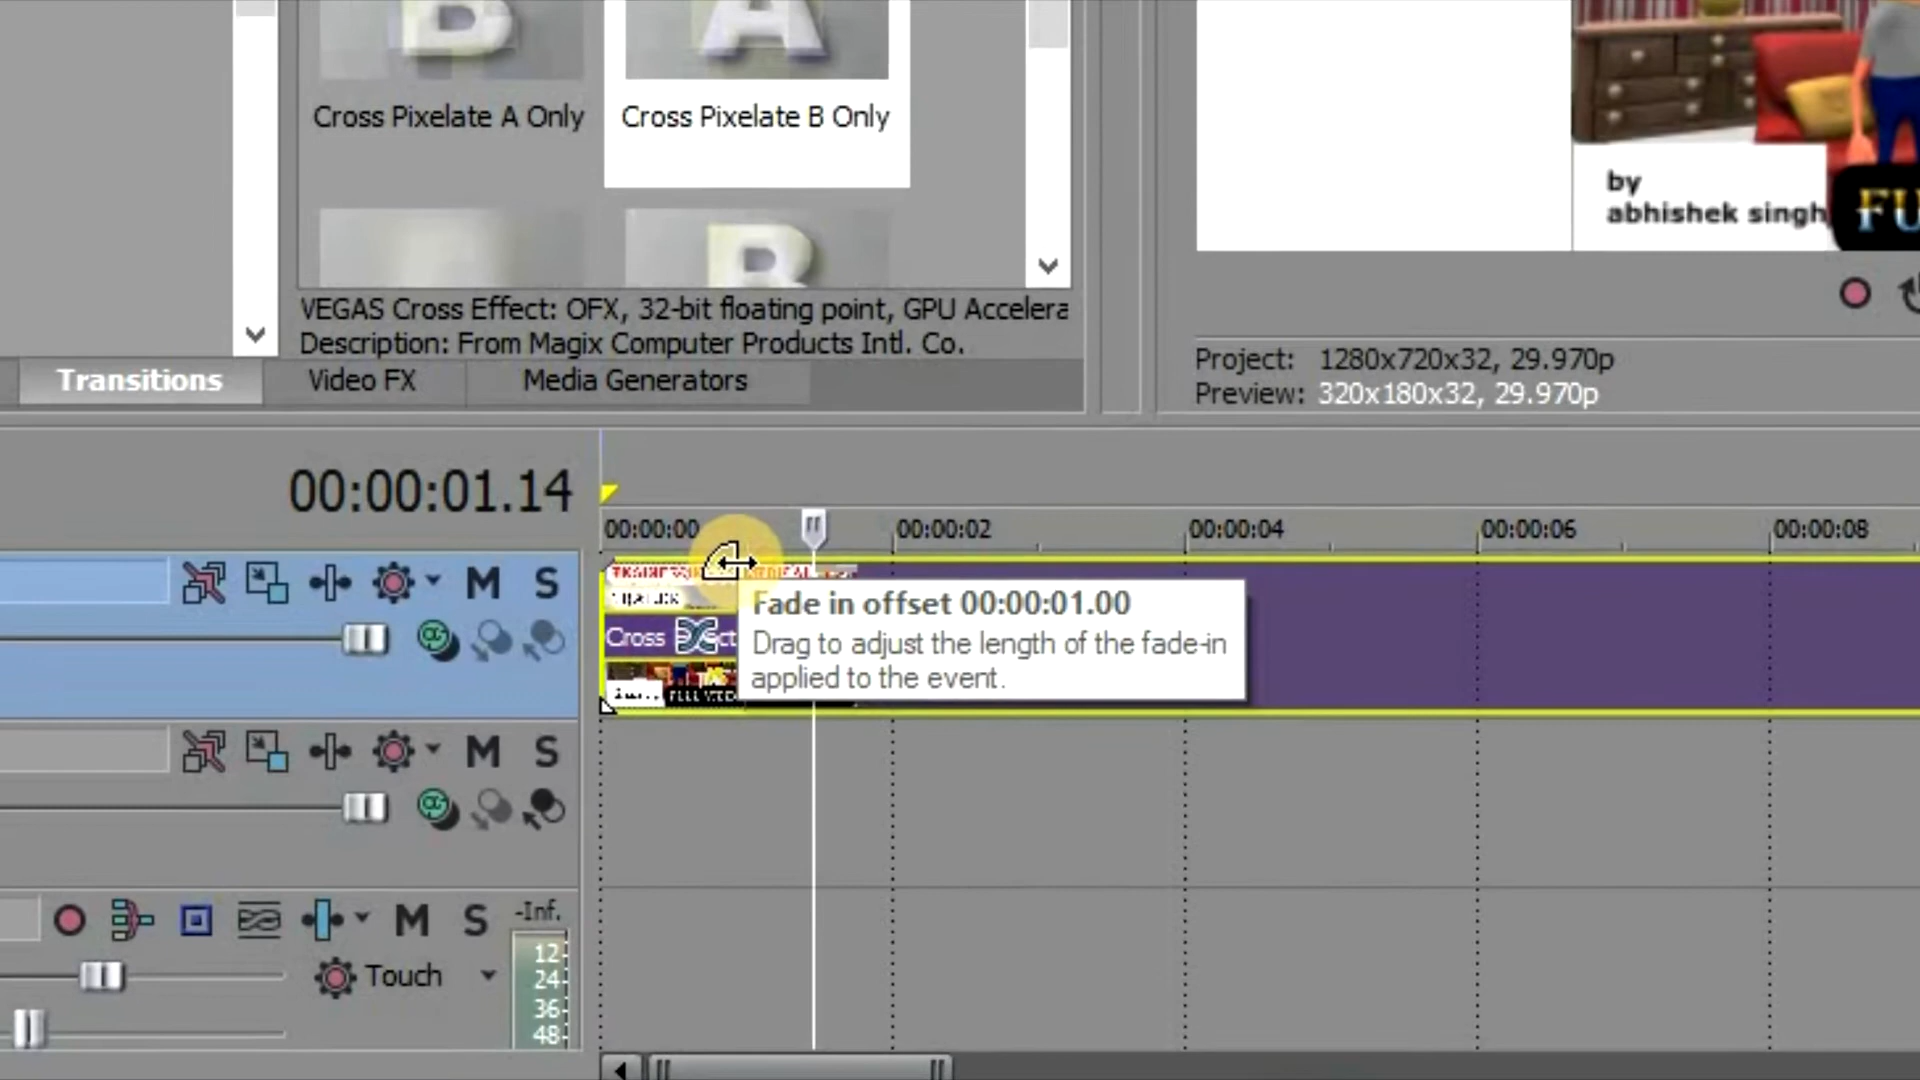 Cross Pixelate A Only
Cross Pixelate B Only
VEGAS Cross Effect: OFX, 32-bit floating point, GPU Accelera
Description: From Magix Computer Products Intl. Co.
Transitions
Video FX
Media Generators
by
abhishek singh
FU
Project: 1280x720x32, 29.970p
Preview: 320x180x32, 29.970p
00:00:01.14
00:00:00
00:00:02
00:00:04
00:00:06
00:00:08
M S
Cross
Fade in offset 00:00:01.00
Drag to adjust the length of the fade-in
applied to the event.
M S
M S
-Inf.
12
24
36
48
Touch